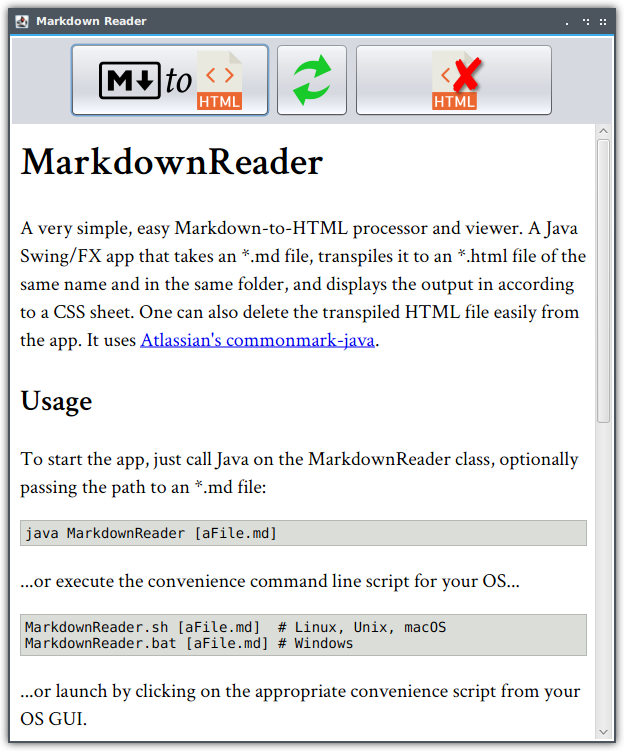 Markdown Reader
M to HTML
HTML
MarkdownReader
A very simple, easy Markdown-to-HTML processor and viewer. A Java
Swing/FX app that takes an *.md file, transpiles it to an *.html file of the
same name and in the same folder, and displays the output in according
to a CSS sheet. One can also delete the transpiled HTML file easily from
the app. It uses Atlassian's commonmark-java.
Usage
To start the app, just call Java on the MarkdownReader class, optionally
passing the path to an *.md file:
java MarkdownReader [aFile.md]
...or execute the convenience command line script for your OS...
MarkdownReader.sh [aFile.md]  # Linux, Unix, macOS
MarkdownReader.bat [aFile.md] # Windows
...or launch by clicking on the appropriate convenience script from your
OS GUI.